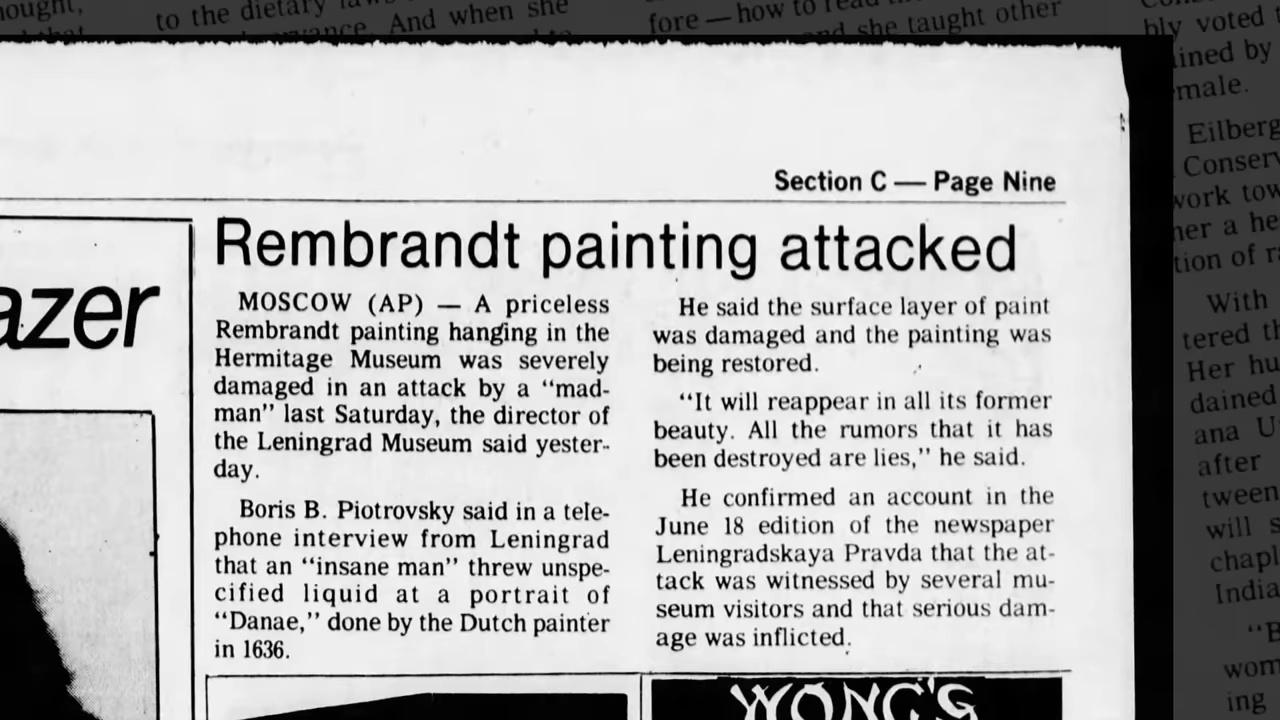 to the dietary laws
And when she
fore — how to read
and she taught other
bly voted
male.
Eilberg
Conserv
work tow
her a he
tion of r
With
tered th
Her hu
dained
ana U
after
tween
will s
chapl
India
wom
ing
Section C — Page Nine
azer
Rembrandt painting attacked
MOSCOW (AP) — A priceless
Rembrandt painting hanging in the
Hermitage Museum was severely
damaged in an attack by a “mad-
man” last Saturday, the director of
the Leningrad Museum said yester-
day.
Boris B. Piotrovsky said in a tele-
phone interview from Leningrad
that an “insane man” threw unspe-
cified liquid at a portrait of
“Danae,” done by the Dutch painter
in 1636.
He said the surface layer of paint
was damaged and the painting was
being restored.
“It will reappear in all its former
beauty. All the rumors that it has
been destroyed are lies,” he said.
He confirmed an account in the
June 18 edition of the newspaper
Leningradskaya Pravda that the at-
tack was witnessed by several mu-
seum visitors and that serious dam-
age was inflicted.
WONG'S